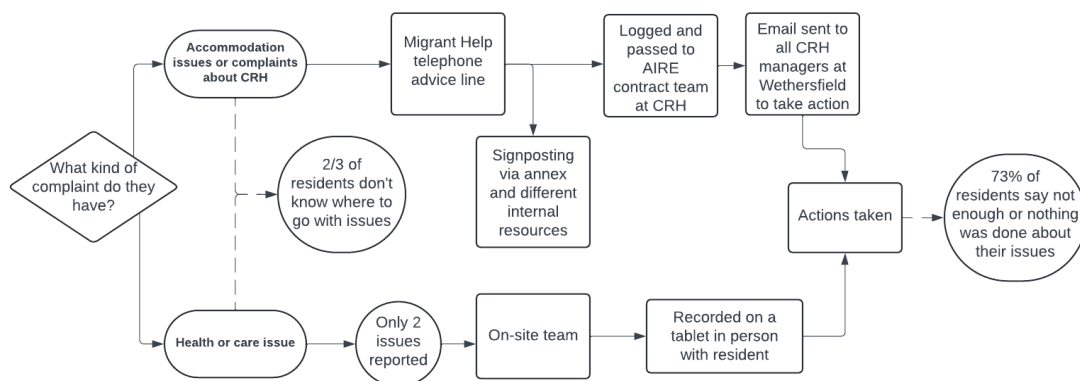 What kind of
complaint do they
have?
Accommodation
issues or complaints
about CRH
Migrant Help
telephone
advice line
Logged and
passed to
AIRE
contract team
at CRH
Email sent to
all CRH
managers at
Wethersfield
to take action
Signposting
via annex
and different
internal
resources
2/3 of
residents don't
know where to
go with issues
Actions taken
73% of
residents say not
enough or nothing
was done about
their issues
Health or care issue
Only 2
issues
reported
On-site team
Recorded on a
tablet in person
with resident